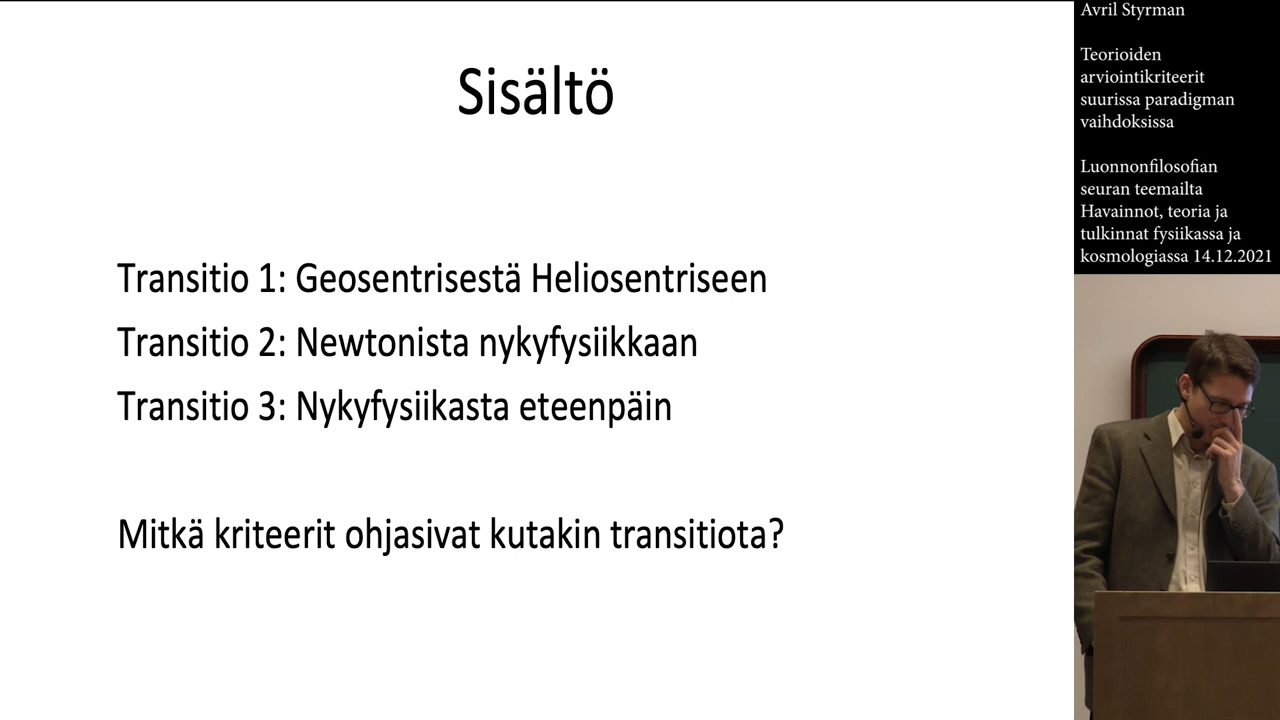 Sisältö
Transitio 1: Geosentrisestä Heliosentriseen
Transitio 2: Newtonista nykyfysiikkaan
Transitio 3: Nykyfysiikasta eteenpäin
Mitkä kriteerit ohjasivat kutakin transitiota?
Avril Styrman
Teorioiden
arviointikriteerit
suurissa paradigman
vaihdoksissa
Luonnonfilosofian
seuran teemailta
Havainnot, teoria ja
tulkinnat fysiikassa ja
kosmologiassa 14.12.2021